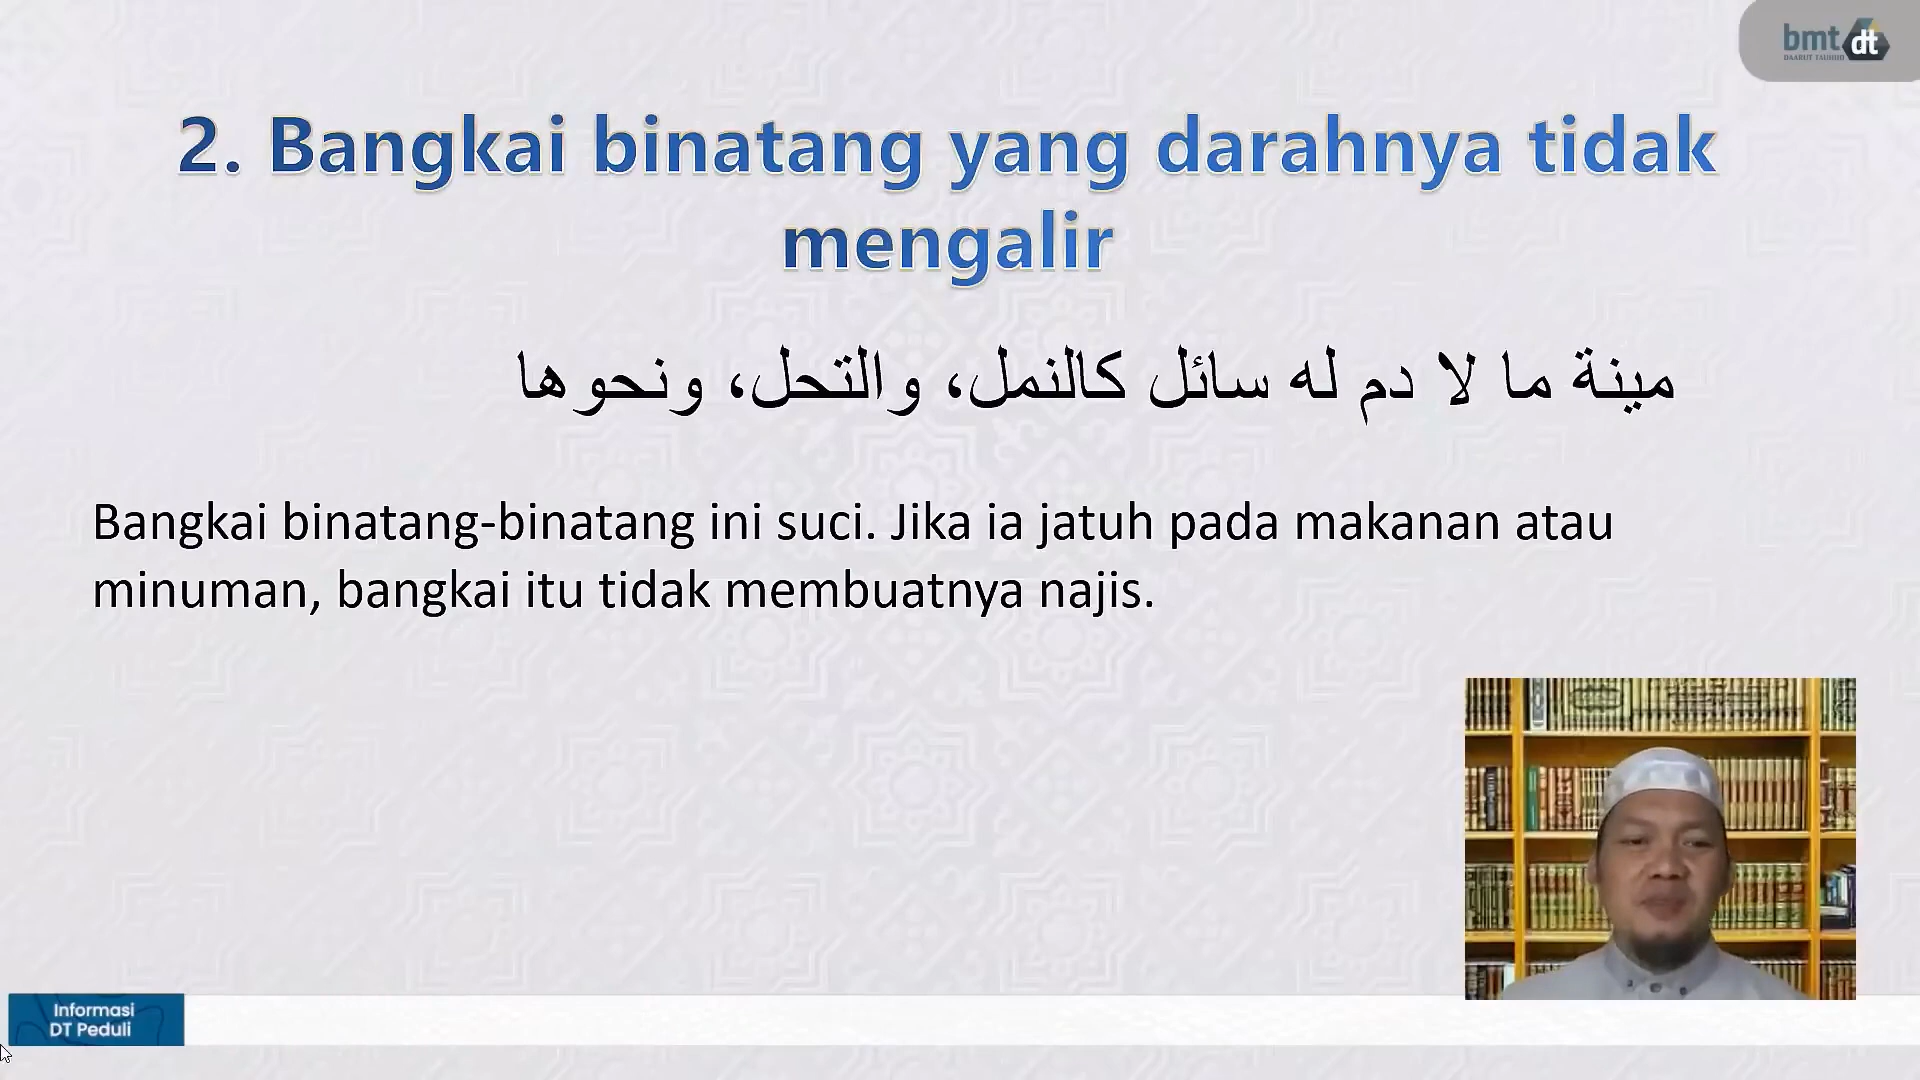 bmt dt
DAARUT TAUHIID
2. Bangkai binatang yang darahnya tidak
mengalir
مينة ما لا دم له سائل كالنمل، والتحل، ونحوها
Bangkai binatang-binatang ini suci. Jika ia jatuh pada makanan atau
minuman, bangkai itu tidak membuatnya najis.
Informasi
DT Peduli